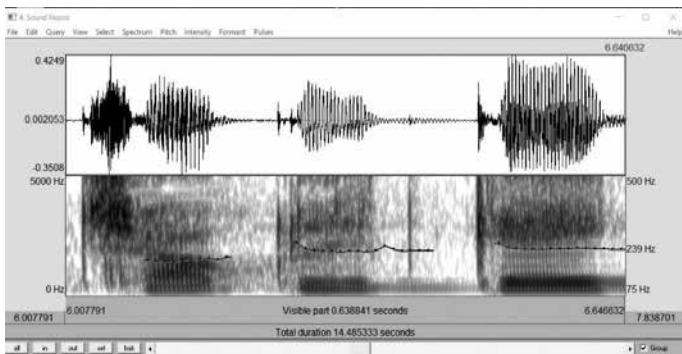 4. Sound Frasco
File Edit Query View Select Spectrum Pitch Intensity Formant Pulses Help
6.646632
0.4249
0.002053
-0.3508
5000 Hz 500 Hz
239 Hz
0 Hz 75 Hz
6.007791 6.007791 Visible part 0.638841 seconds 6.646632 7.838701
Total duration 14.485333 seconds
all in out sel bak Group